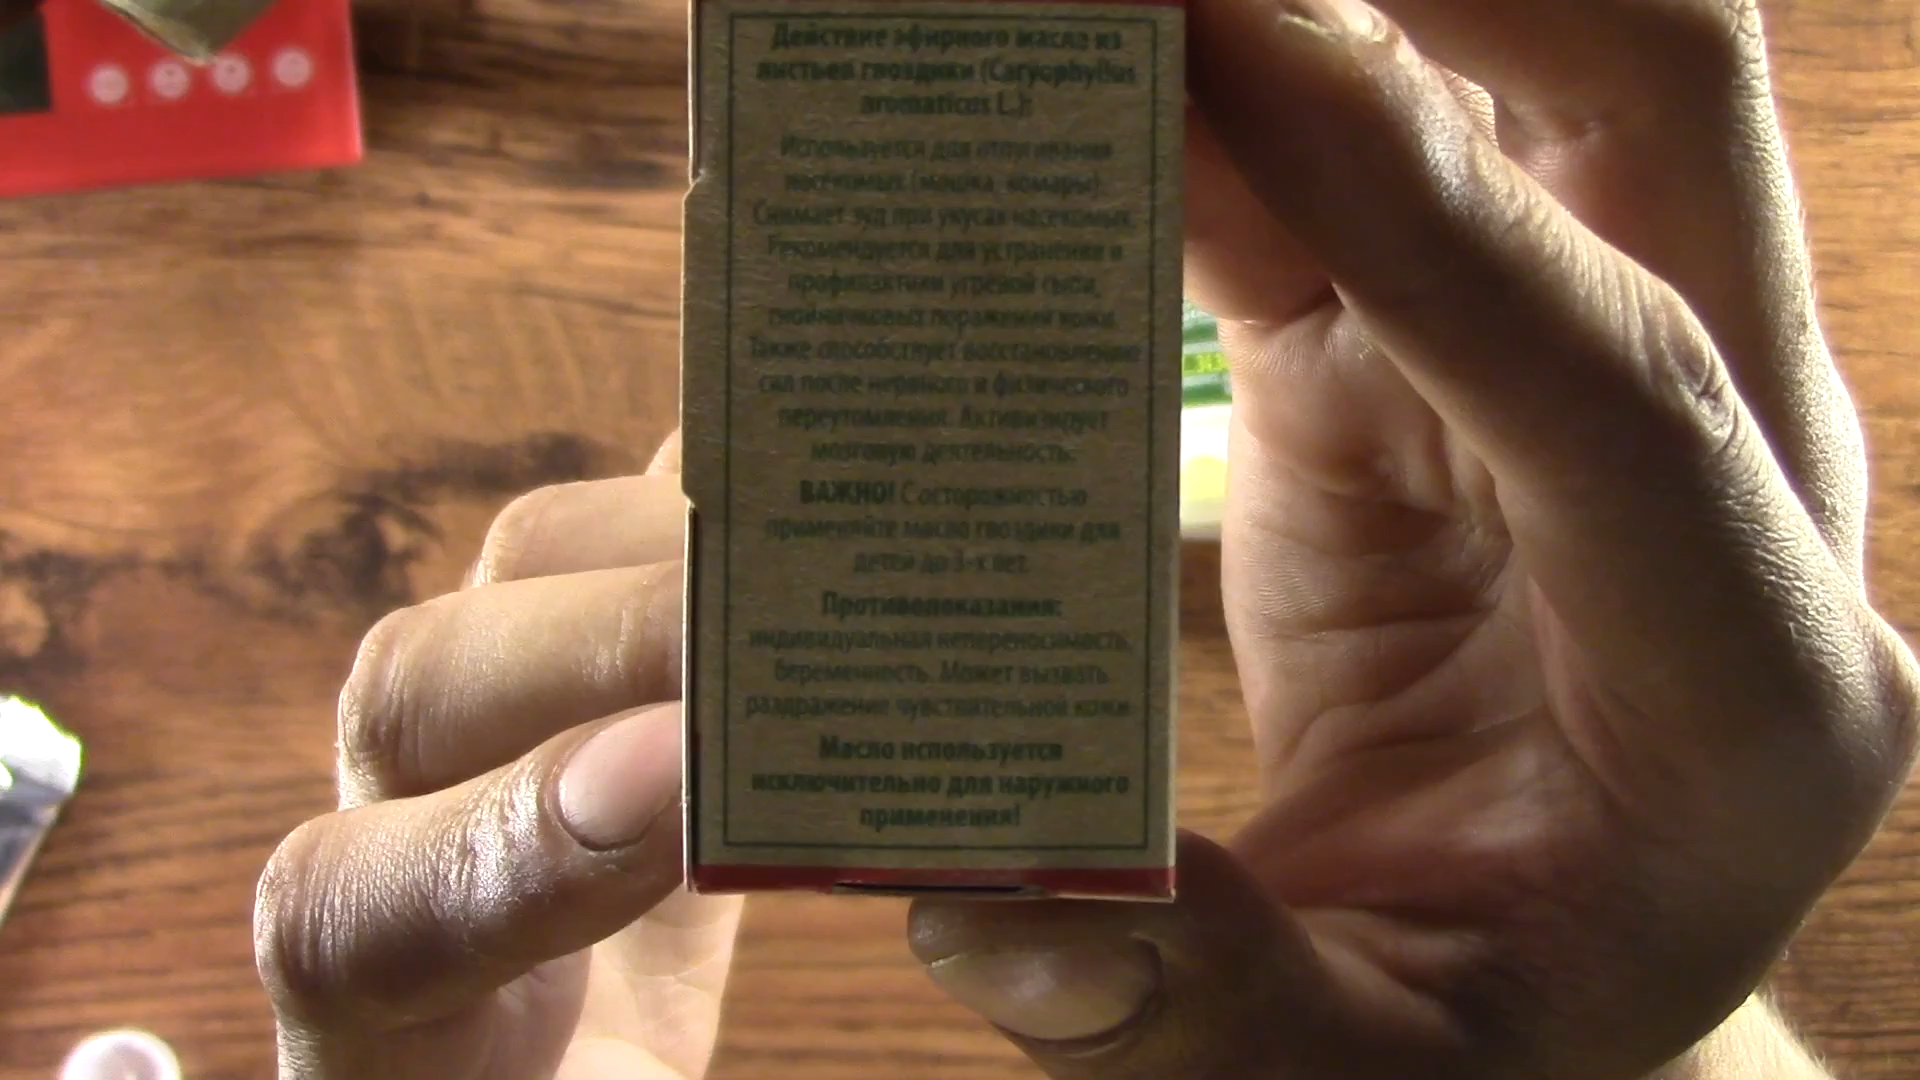 Действие эфирного масла из
листьев гвоздики (Caryophyllus
aromaticus L.):
Используется для отпугивания
насекомых (мошка, комары).
Снимает зуд при укусах насекомых.
Рекомендуется для устранения и
профилактики угревой сыпи,
гнойничковых поражений кожи.
Также способствует восстановлению
сил после нервного и физического
переутомления. Активизирует
мозговую деятельность.
ВАЖНО! С осторожностью
применяйте масло гвоздики для
детей до 3-х лет.
Противопоказания:
индивидуальная непереносимость,
беременность. Может вызвать
раздражение чувствительной кожи.
Масло используется
исключительно для наружного
применения!